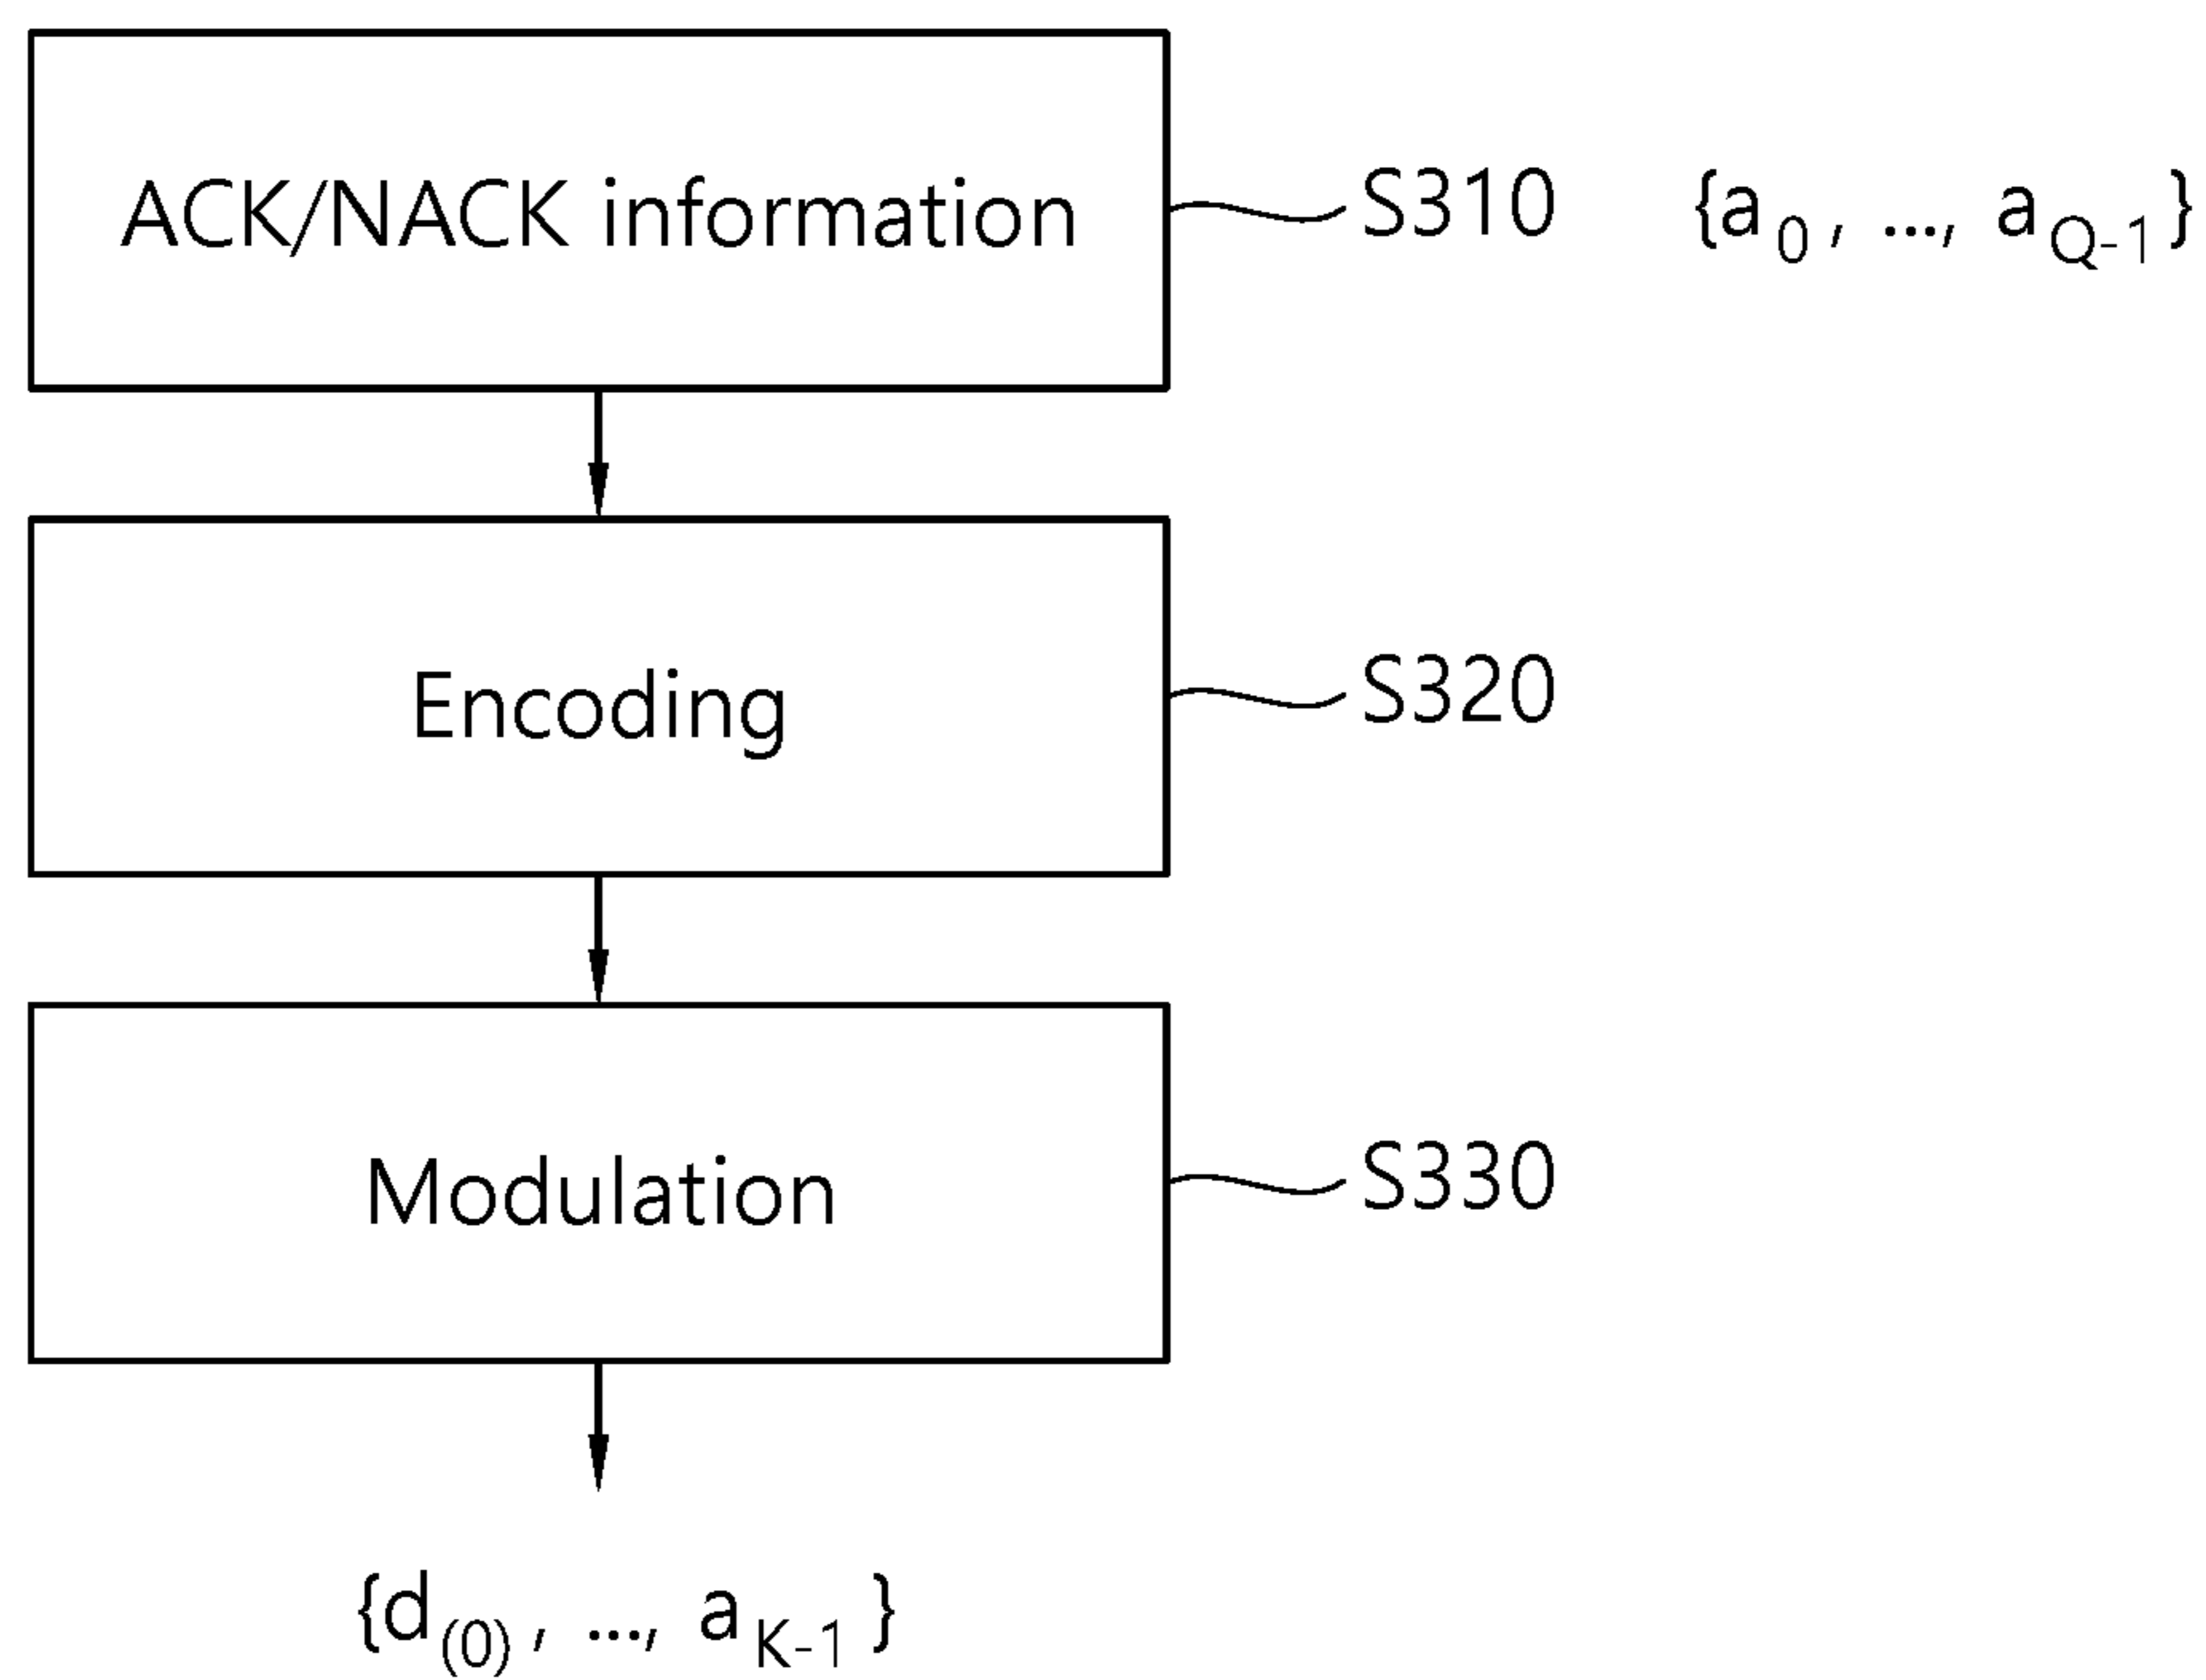 ACK/NACK information S310 {a0, ..., aQ-1}
Encoding S320
Modulation S330
{d(0), ..., aK-1}